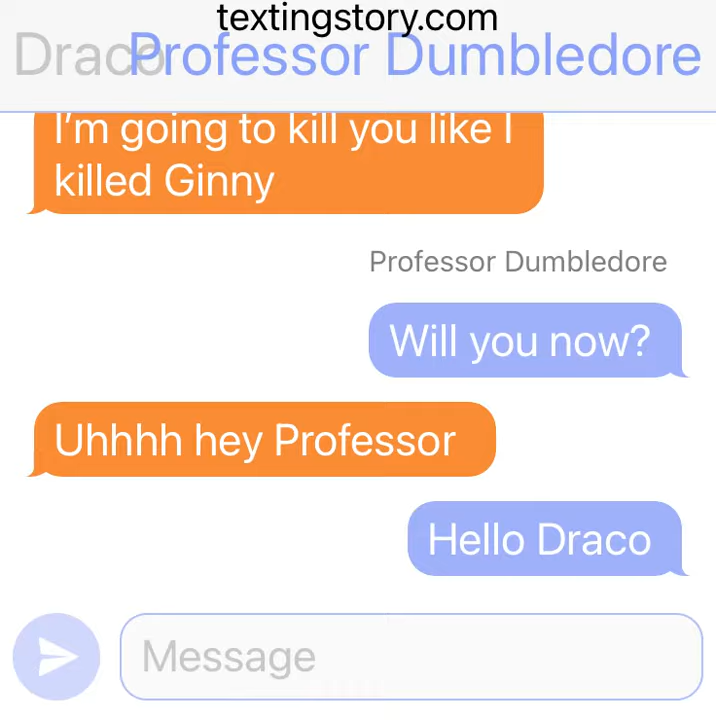 textingstory.com
Draco Professor Dumbledore
I'm going to kill you like I
killed Ginny
Professor Dumbledore
Will you now?
Uhhhh hey Professor
Hello Draco
Message